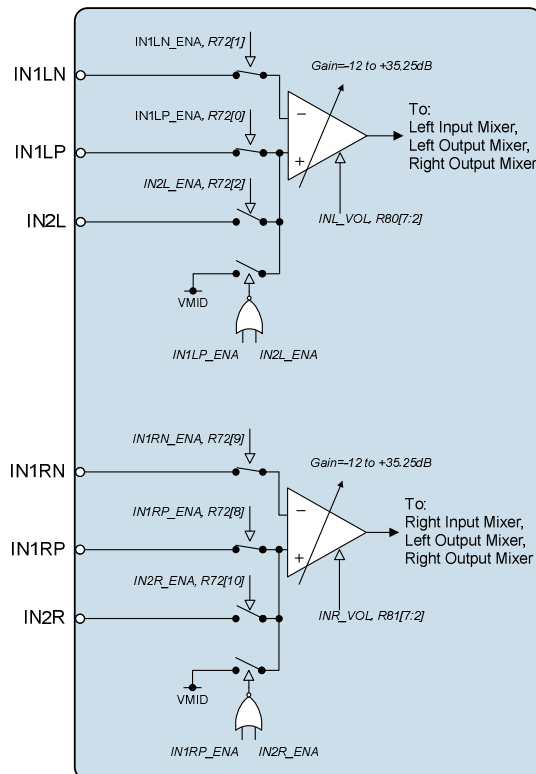 IN1LN_ENA, R72[1]
Gain=-12 to +35.25dB
IN1LN
IN1LP_ENA, R72[0]
To:
Left Input Mixer,
Left Output Mixer,
Right Output Mixer
IN1LP
−
+
IN2L_ENA, R72[2]
IN2L
INL_VOL, R80[7:2]
VMID
IN1LP_ENA
IN2L_ENA
IN1RN_ENA, R72[9]
Gain=-12 to +35.25dB
IN1RN
IN1RP_ENA, R72[8]
To:
Right Input Mixer,
Left Output Mixer,
Right Output Mixer
IN1RP
−
+
IN2R_ENA, R72[10]
IN2R
INR_VOL, R81[7:2]
VMID
IN1RP_ENA
IN2R_ENA